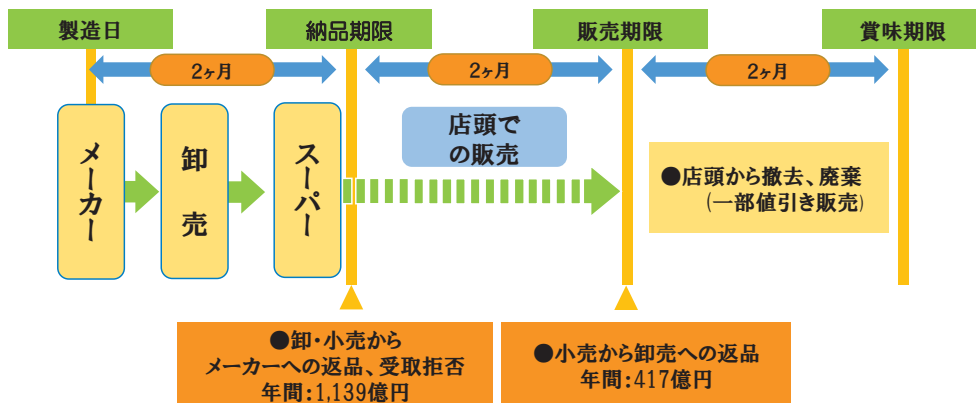 製造日
納品期限
販売期限
賞味期限
2ヶ月
2ヶ月
2ヶ月
メーカー
卸売
スーパー
店頭で
の販売
●店頭から撤去、廃棄
(一部値引き販売)
●卸・小売から
メーカーへの返品、受取拒否
年間:1,139億円
●小売から卸売への返品
年間:417億円